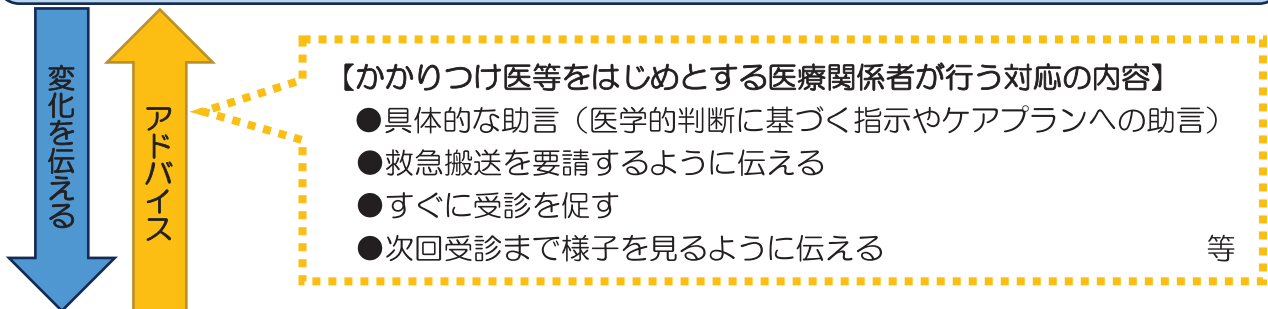 変化を伝える
アドバイス
【かかりつけ医等をはじめとする医療関係者が行う対応の内容】
●具体的な助言（医学的判断に基づく指示やケアプランへの助言）
●救急搬送を要請するように伝える
●すぐに受診を促す
●次回受診まで様子を見るように伝える 等